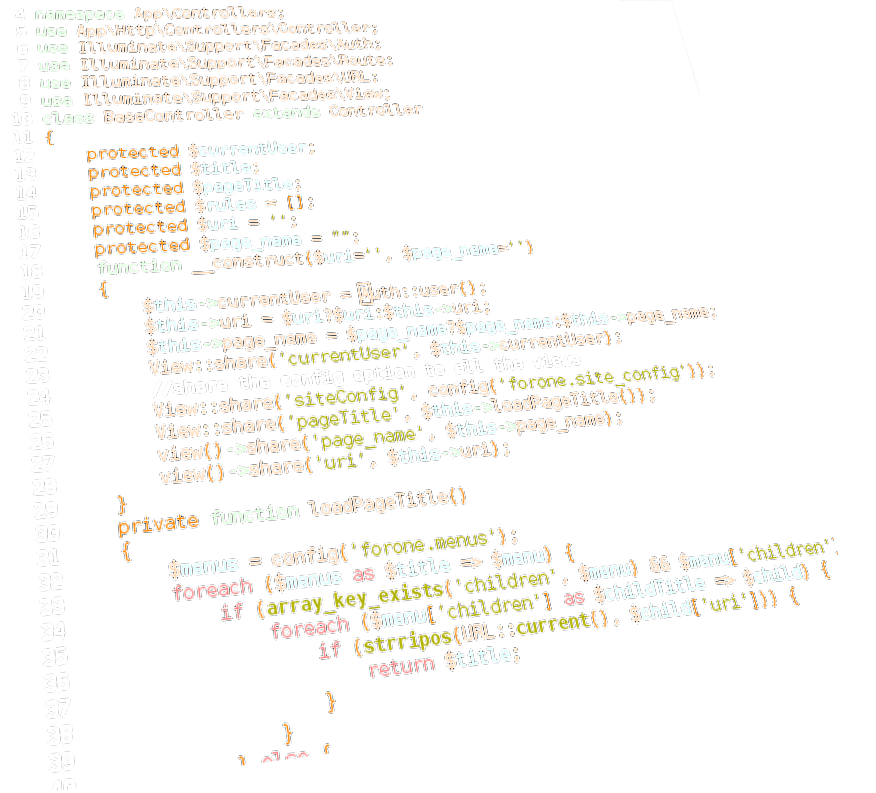 4 namespace App\Controllers;
5 use App\Http\Controllers\Controller;
6 use Illuminate\Support\Facades\Auth;
7 use Illuminate\Support\Facades\Route;
8 use Illuminate\Support\Facades\URL;
9 use Illuminate\Support\Facades\View;
10 class BaseController extends Controller
11 {
12 protected $currentUser;
13 protected $title;
14 protected $pageTitle;
15 protected $rules = [];
16 protected $uri = '';
17 protected $page_name = "";
18 function __construct($uri='', $page_name='')
19 {
20 $this->currentUser = Auth::user();
21 $this->uri = $uri?$uri:$this->uri;
22 $this->page_name = $page_name?$page_name:$this->page_name;
23 View::share('currentUser', $this->currentUser);
24 //share the config option to all the views
25 View::share('siteConfig', config('forone.site_config'));
26 View::share('pageTitle', $this->loadPageTitle());
27 view()->share('page_name', $this->page_name);
28 view()->share('uri', $this->uri);
29 }
30 private function loadPageTitle()
31 {
32 $menus = config('forone.menus');
33 foreach ($menus as $title => $menu) {
34 if (array_key_exists('children', $menu) && $menu['children'
35 foreach ($menu['children'] as $childTitle => $child) {
36 if (strripos(URL::current(), $child['uri'])) {
37 return $title;
38 }
39 }
40 } else {